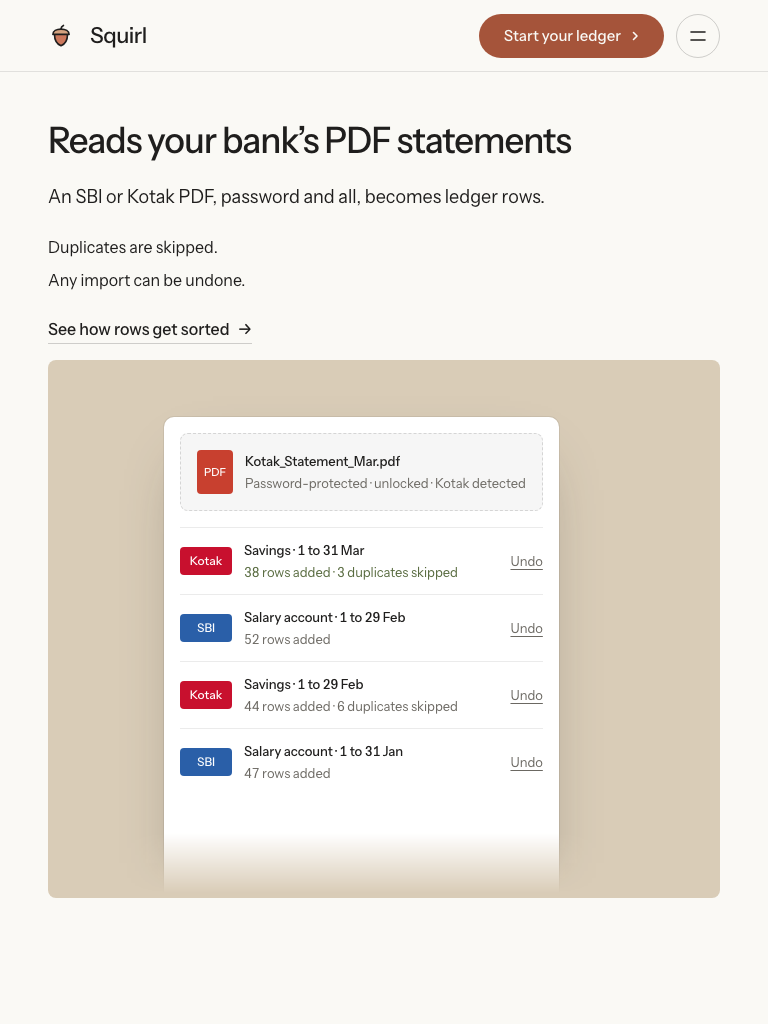 Squirl
Start your ledger
Reads your bank’s PDF statements
An SBI or Kotak PDF, password and all, becomes ledger rows.
Duplicates are skipped.
Any import can be undone.
See how rows get sorted →
PDF
Kotak_Statement_Mar.pdf
Password-protected · unlocked · Kotak detected
Kotak
Savings · 1 to 31 Mar
38 rows added · 3 duplicates skipped
Undo
SBI
Salary account · 1 to 29 Feb
52 rows added
Undo
Kotak
Savings · 1 to 29 Feb
44 rows added · 6 duplicates skipped
Undo
SBI
Salary account · 1 to 31 Jan
47 rows added
Undo